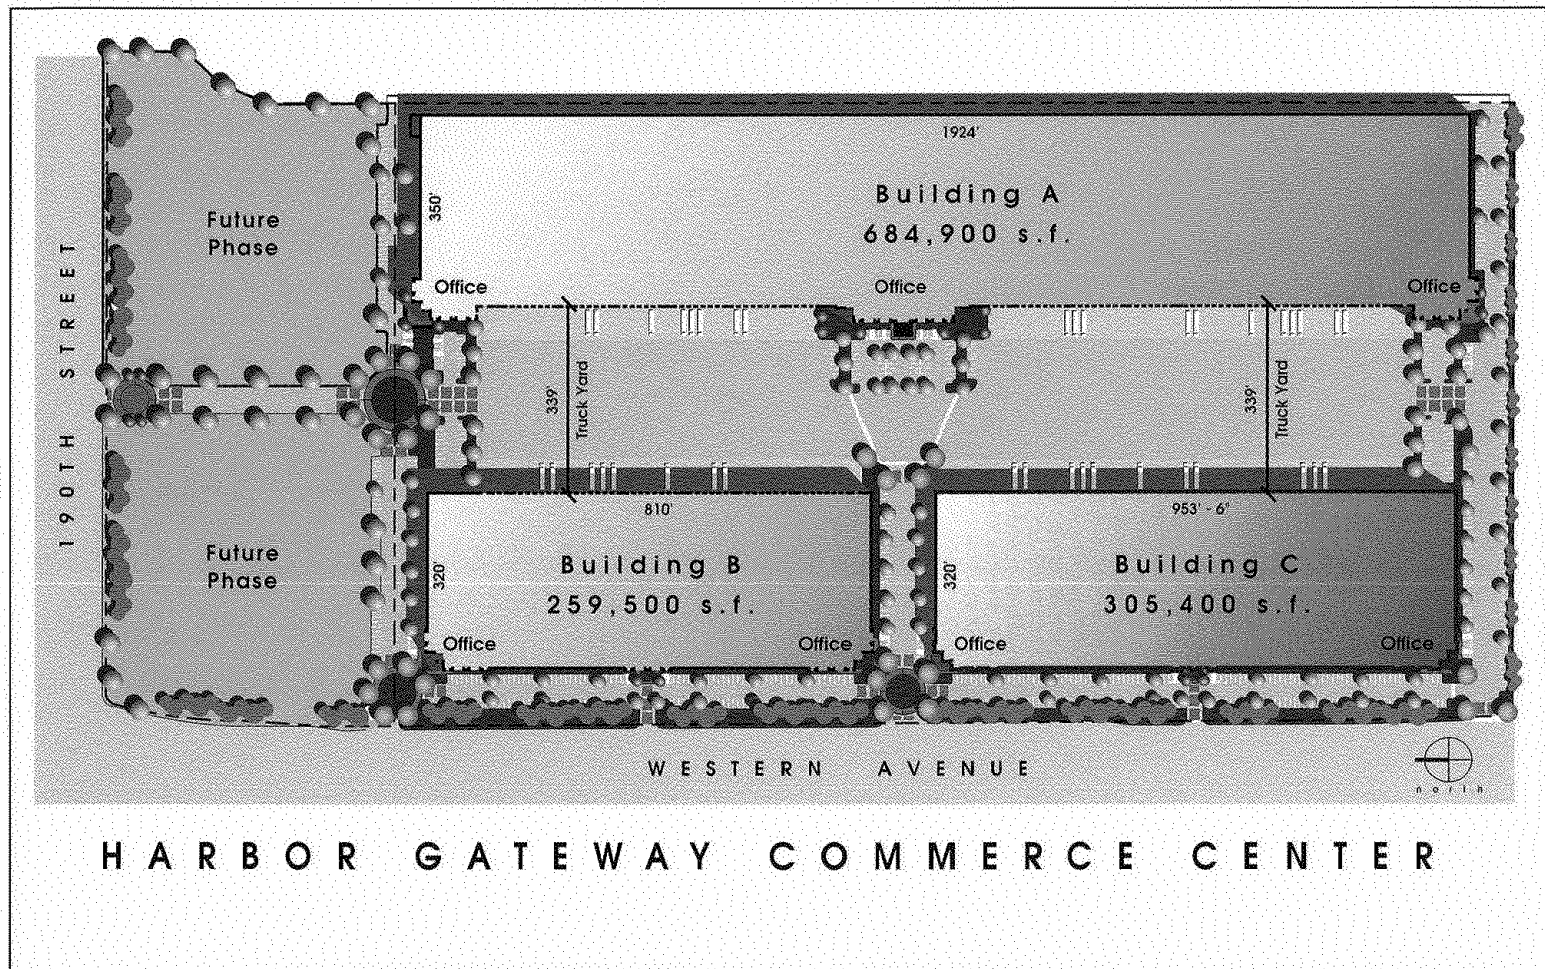 1924'
Building A
684,900 s.f.
350'
Future
Phase
Office
Office
Office
190TH STREET
339'
Truck Yard
339'
Truck Yard
810'
953' - 6"
Building B
259,500 s.f.
320'
Building C
305,400 s.f.
320'
Future
Phase
Office
Office
Office
Office
WESTERN AVENUE
north
HARBOR GATEWAY COMMERCE CENTER